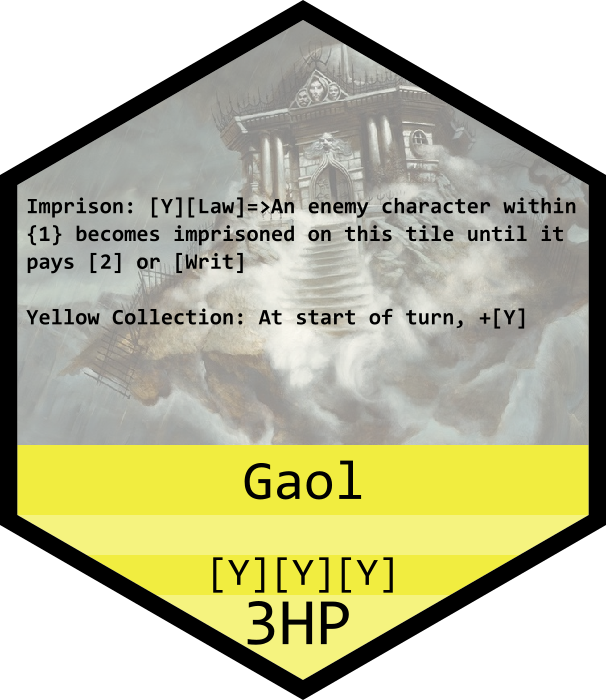 Imprison: [Y][Law]=>An enemy character within
{1} becomes imprisoned on this tile until it
pays [2] or [Writ]
Yellow Collection: At start of turn, +[Y]
Gaol
[Y][Y][Y]
3HP